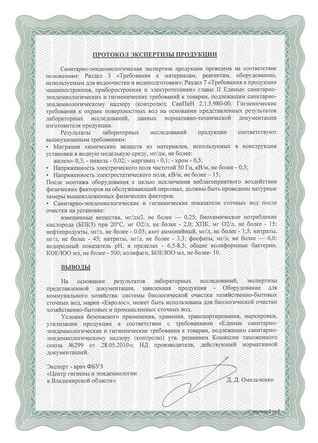 ПРОТОКОЛ ЭКСПЕРТИЗЫ ПРОДУКЦИИ
Санитарно-эпидемиологическая экспертиза продукции проведена на соответствие
положениям: Раздел 3 «Требования к материалам, реагентам, оборудованию,
используемым для водоочистки и водоподготовки»; Раздел 7 «Требования к продукции
машиностроения, приборостроения и электротехники» главы II Единых санитарно-
эпидемиологических и гигиенических требований к товарам, подлежащим санитарно-
эпидемиологическому надзору (контролю); СанПиН 2.1.5.980-00. Гигиенические
требования к охране поверхностных вод на основании представленных результатов
лабораторных исследований, данных нормативно-технической документации
изготовителя продукции.
Результаты лабораторных исследований продукции соответствуют
вышеуказанным требованиям:
• Миграция химических веществ из материалов, используемых в конструкции
установки в водную модельную среду, мг/дм, не более:
железо- 0,3; никель - 0,02; - марганец - 0,1; - хром - 0,5;
• Напряженность электрического поля частотой 50 Гц, кВ/м, не более - 0,5;
• Напряженность электростатического поля, кВ/м, не более - 15;
После монтажа оборудования с целью исключения неблагоприятного воздействия
физических факторов на обслуживающий персонал, должны быть проведены натурные
замеры вышеназванных физических факторов.
• Санитарно-эпидемиологические и гигиенические показатели сточных вод после
очистки на установке:
взвешенные вещества, мг/дм3, не более — 0,25; биохимическое потребление
кислорода (БПК5) при 20°С, мг О2/л, не более - 2,0; ХПК, мг О2/л, не более - 15;
нефтепродукты, мг/л, не более - 0,05; азот аммонийный, мг/л, не более - 1,5; нитраты,
мг/л, не более - 45; нитриты, мг/л, не более - 3,3; фосфаты, мг/л, не более — 6,0;
водородный показатель рН, в пределах - 6,5-8,5; общие колиформные бактерии,
КОЕ/100 мл, не более - 500; колифаги, БОЕ/100 мл, не более - 10.
ВЫВОДЫ
На основании результатов лабораторных исследований, экспертизы
представленной документации, заявленная продукция - Оборудование для
коммунального хозяйства: системы биологической очистки хозяйственно-бытовых
сточных вод, марки «Евролос», может быть использована для биологической очистки
хозяйственно-бытовых и промышленных сточных вод.
Условия безопасного применения, хранения, транспортирования, маркировки,
утилизации продукции в соответствии с требованиями «Единые санитарно-
эпидемиологические и гигиенические требования к товарам, подлежащим санитарно-
эпидемиологическому надзору (контролю) утв. решением Комиссии таможенного
союза №299 от 28.05.2010г.; НД производителя, действующей нормативной
документацией.
Эксперт - врач ФБУЗ
«Центр гигиены и эпидемиологии
в Владимирской области»
Д. Д. Омельченко